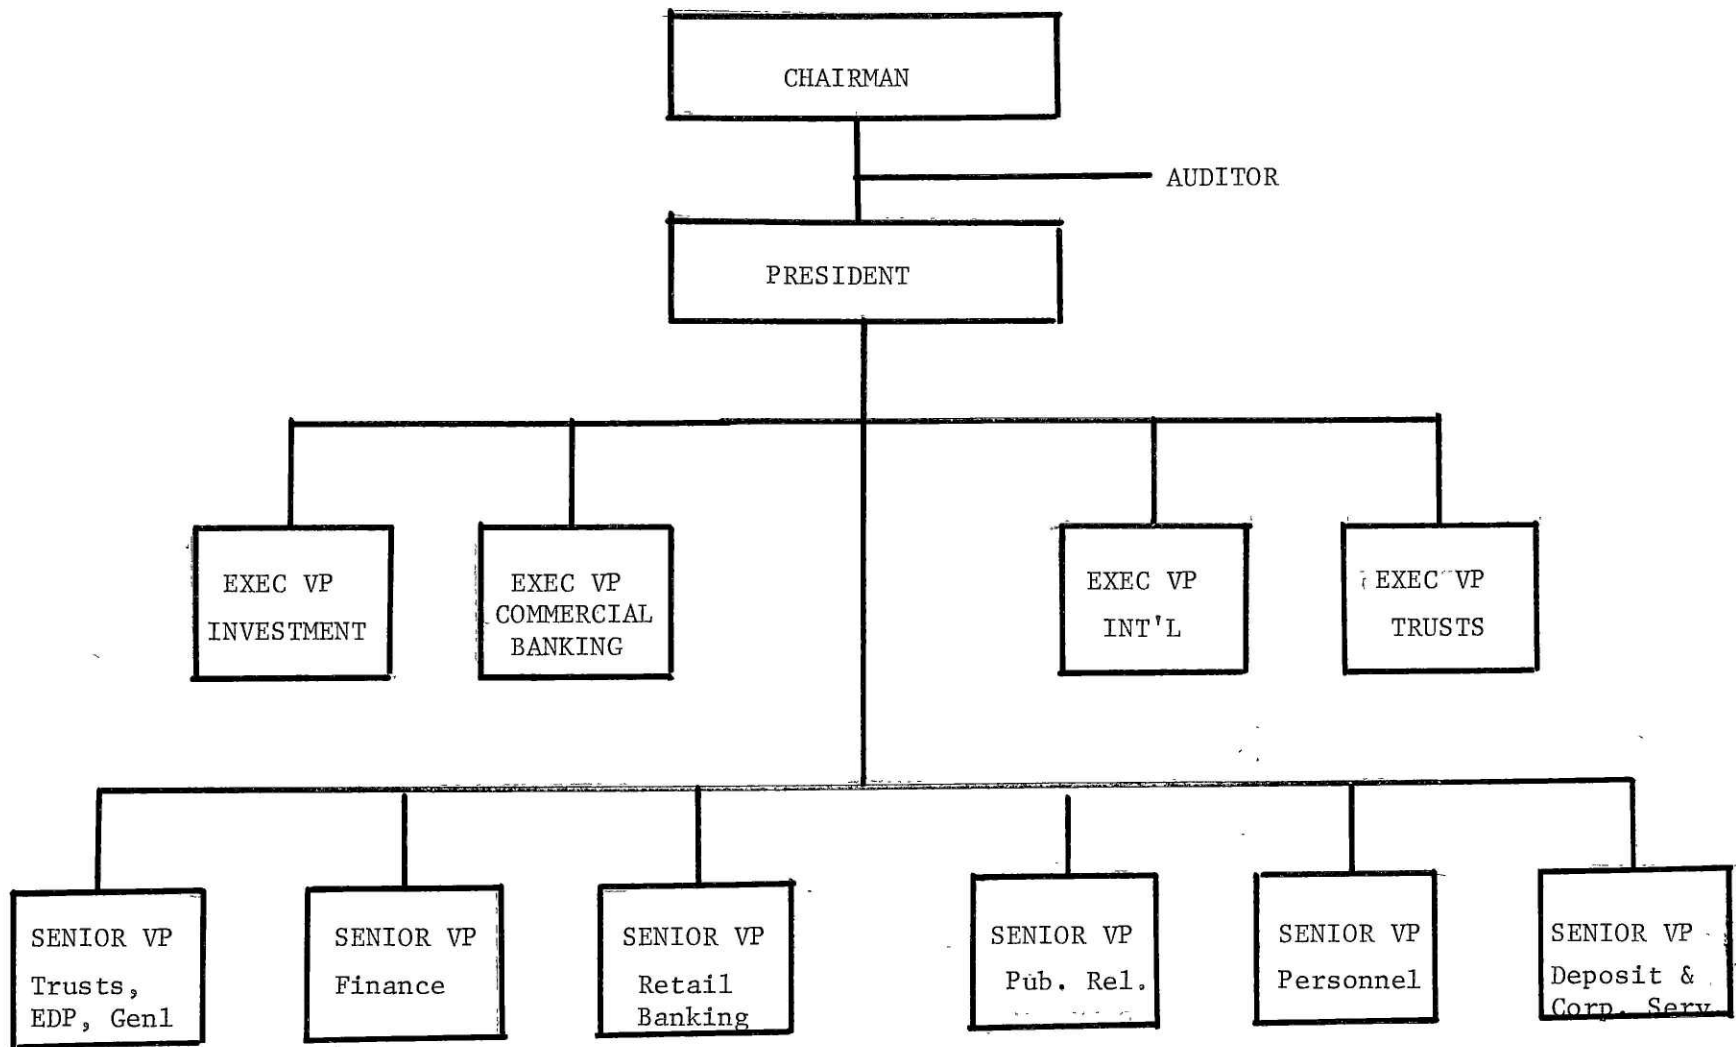 CHAIRMAN
AUDITOR
PRESIDENT
EXEC VP
INVESTMENT
EXEC VP
COMMERCIAL
BANKING
EXEC VP
INT'L
EXEC VP
TRUSTS
SENIOR VP
Trusts,
EDP, Genl
SENIOR VP
Finance
SENIOR VP
Retail
Banking
SENIOR VP
Pub. Rel.
SENIOR VP
Personnel
SENIOR VP
Deposit &
Corp. Serv.